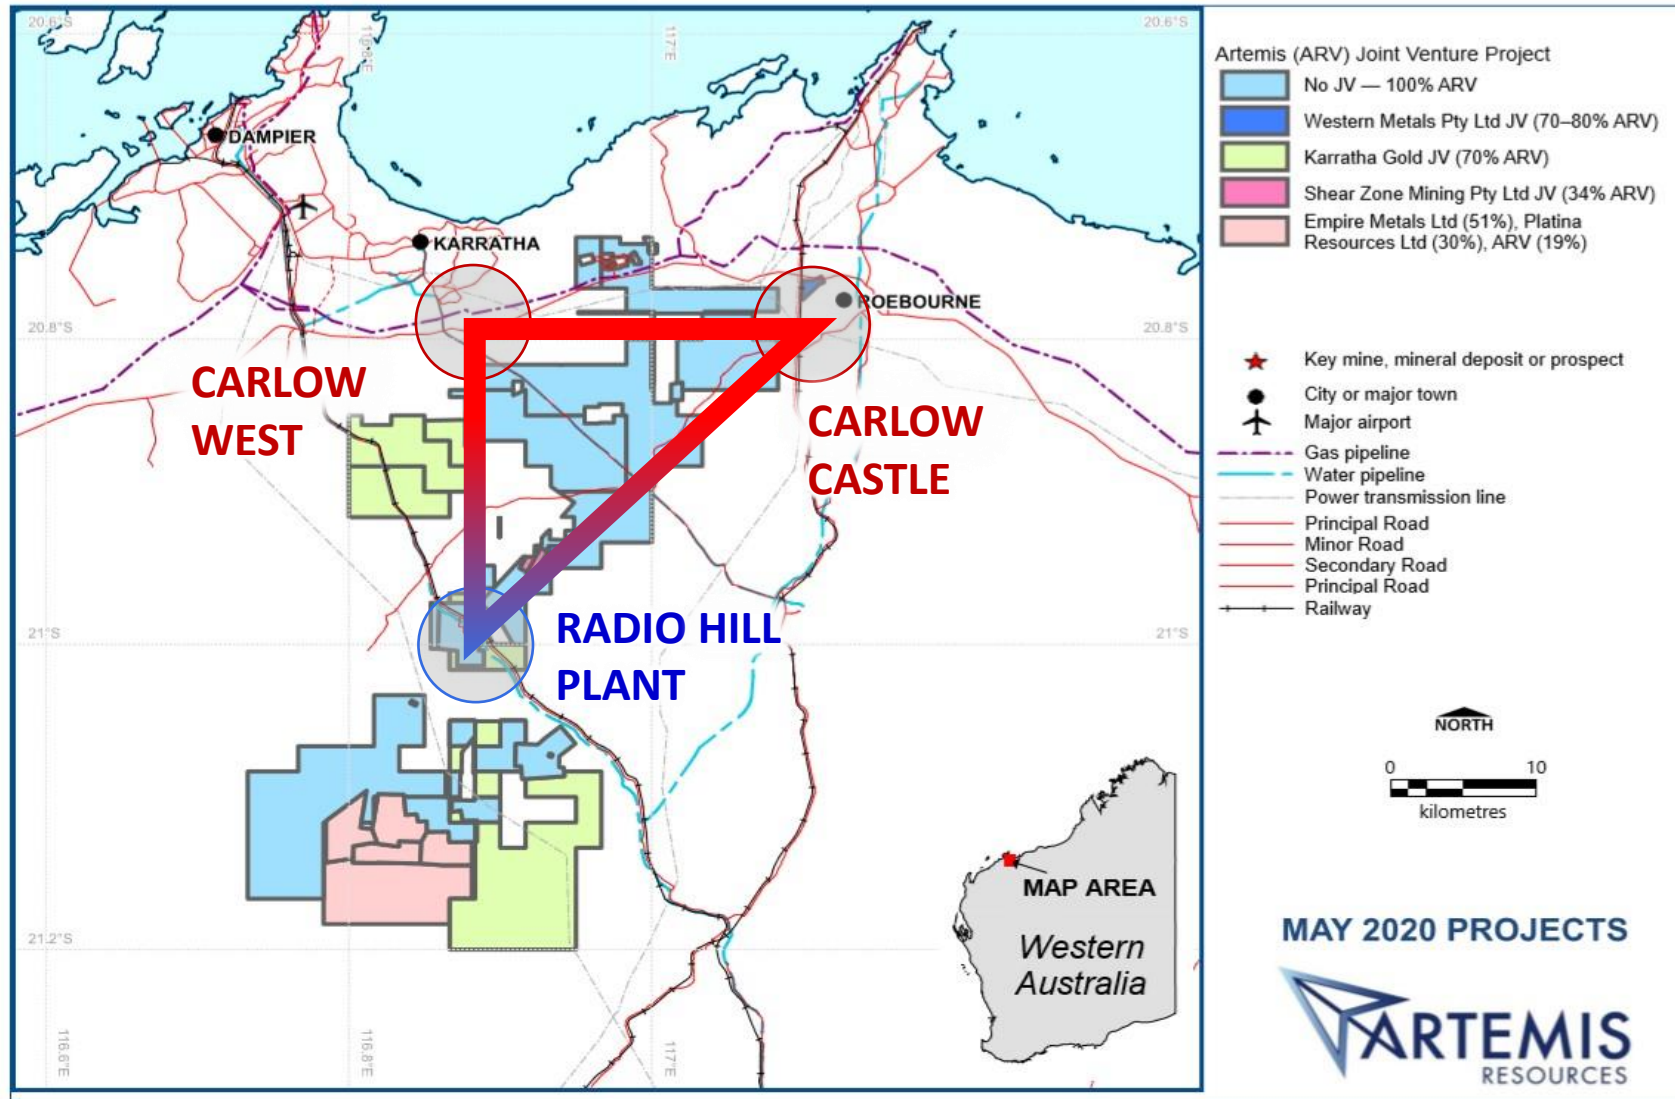 20.6°S
116.8°E
117°E
20.6°S
DAMPIER
KARRATHA
ROEBOURNE
20.8°S
20.8°S
CARLOW
WEST
CARLOW
CASTLE
21°S
21°S
RADIO HILL
PLANT
21.2°S
116.6°E
116.8°E
117°E
MAP AREA
Western
Australia
Artemis (ARV) Joint Venture Project
No JV — 100% ARV
Western Metals Pty Ltd JV (70–80% ARV)
Karratha Gold JV (70% ARV)
Shear Zone Mining Pty Ltd JV (34% ARV)
Empire Metals Ltd (51%), Platina
Resources Ltd (30%), ARV (19%)
Key mine, mineral deposit or prospect
City or major town
Major airport
Gas pipeline
Water pipeline
Power transmission line
Principal Road
Minor Road
Secondary Road
Principal Road
Railway
NORTH
0 10
kilometres
MAY 2020 PROJECTS
ARTEMIS
RESOURCES